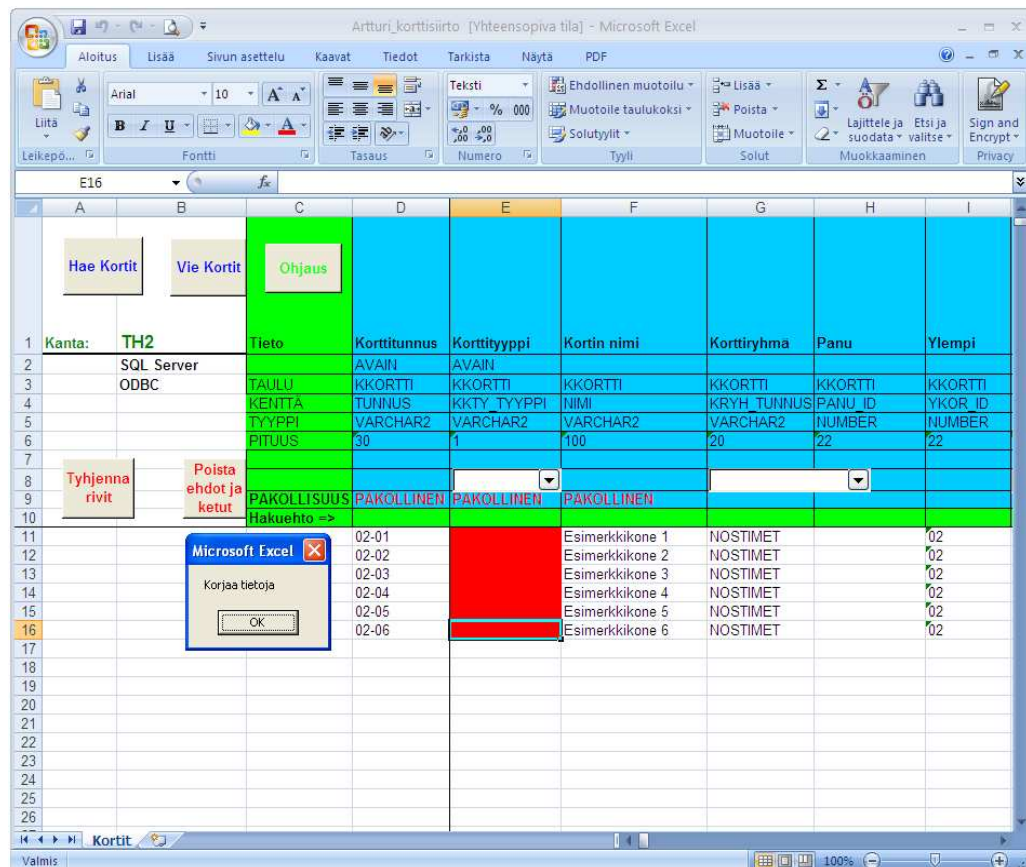 Artturi_korttisiirto [Yhteensopiva tila] - Microsoft Excel
Aloitus Lisää Sivun asettelu Kaavat Tiedot Tarkista Näytä PDF
Liitä
Arial 10
B I U
Teksti
% 000
Ehdollinen muotoilu
Muotoile taulukoksi
Solutyylit
Lisää
Poista
Muotoile
Σ
Lajittele ja suodata
Etsi ja valitse
Sign and Encrypt
Leikepö... Fontti Tasaus Numero Tyyli Solut Muokkaaminen Privacy
E16 fx
A B C D E F G H I
Hae Kortit Vie Kortit Ohjaus
1 Kanta: TH2 Tieto Korttitunnus Korttityyppi Kortin nimi Korttiryhmä Panu Ylempi
2 SQL Server AVAIN AVAIN
3 ODBC TAULU KKORTTI KKORTTI KKORTTI KKORTTI KKORTTI KKORTTI
4 KENTTÄ TUNNUS KKTY_TYYPPI NIMI KRYH_TUNNUS PANU_ID YKOR_ID
5 TYYPPI VARCHAR2 VARCHAR2 VARCHAR2 VARCHAR2 NUMBER NUMBER
6 PITUUS 30 1 100 20 22 22
7
8
Tyhjenna rivit
Poista ehdot ja ketut
9 PAKOLLISUUS PAKOLLINEN PAKOLLINEN PAKOLLINEN
10 Hakuehto =>
11 02-01 Esimerkkikone 1 NOSTIMET 02
12 02-02 Esimerkkikone 2 NOSTIMET 02
13 02-03 Esimerkkikone 3 NOSTIMET 02
14 02-04 Esimerkkikone 4 NOSTIMET 02
15 02-05 Esimerkkikone 5 NOSTIMET 02
16 02-06 Esimerkkikone 6 NOSTIMET 02
Microsoft Excel
Korjaa tietoja
OK
17
18
19
20
21
22
23
24
25
26
Kortit
Valmis 100%